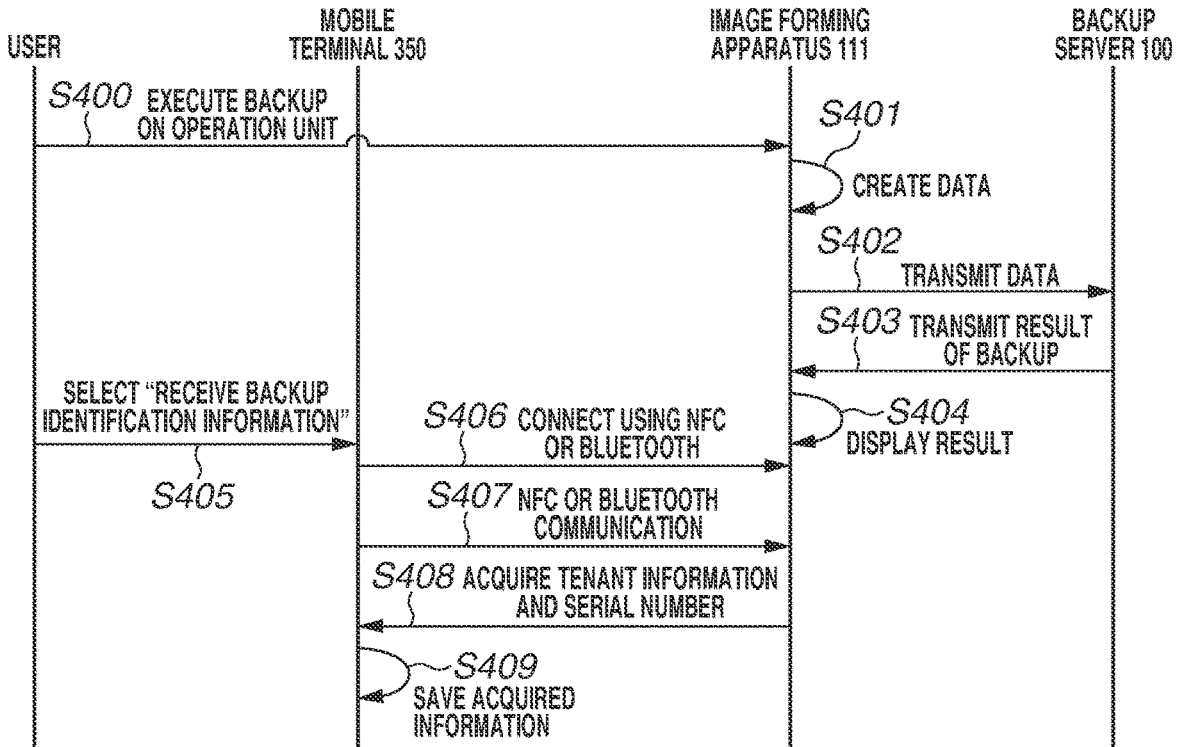 USER
MOBILE
TERMINAL 350
IMAGE FORMING
APPARATUS 111
BACKUP
SERVER 100
S400 EXECUTE BACKUP
ON OPERATION UNIT
S401
CREATE DATA
S402
TRANSMIT DATA
S403 TRANSMIT RESULT
OF BACKUP
S404
DISPLAY RESULT
SELECT “RECEIVE BACKUP
IDENTIFICATION INFORMATION”
S405
S406 CONNECT USING NFC
OR BLUETOOTH
S407 NFC OR BLUETOOTH
COMMUNICATION
S408 ACQUIRE TENANT INFORMATION
AND SERIAL NUMBER
S409
SAVE ACQUIRED
INFORMATION